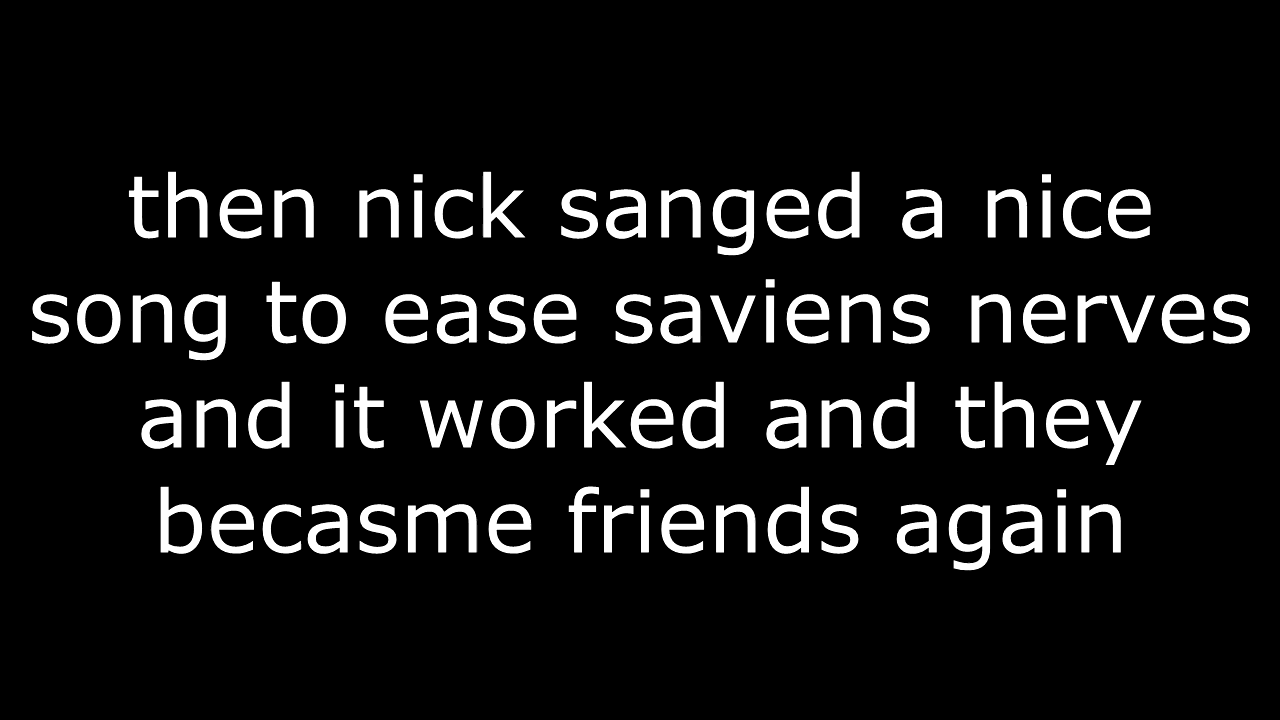 then nick sanged a nice
song to ease saviens nerves
and it worked and they
becasme friends again